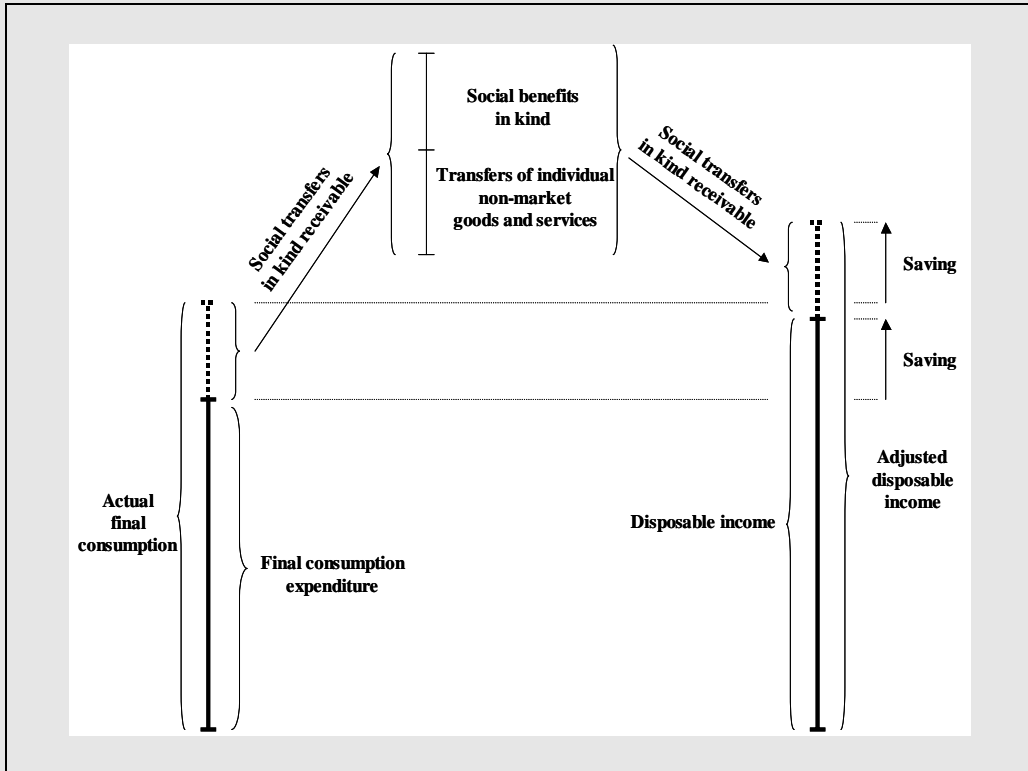 Social benefits
in kind
Transfers of individual
non-market
goods and services
Social transfers
in kind receivable
Social transfers
in kind receivable
Saving
Saving
Actual
final
consumption
Final consumption
expenditure
Disposable income
Adjusted
disposable
income